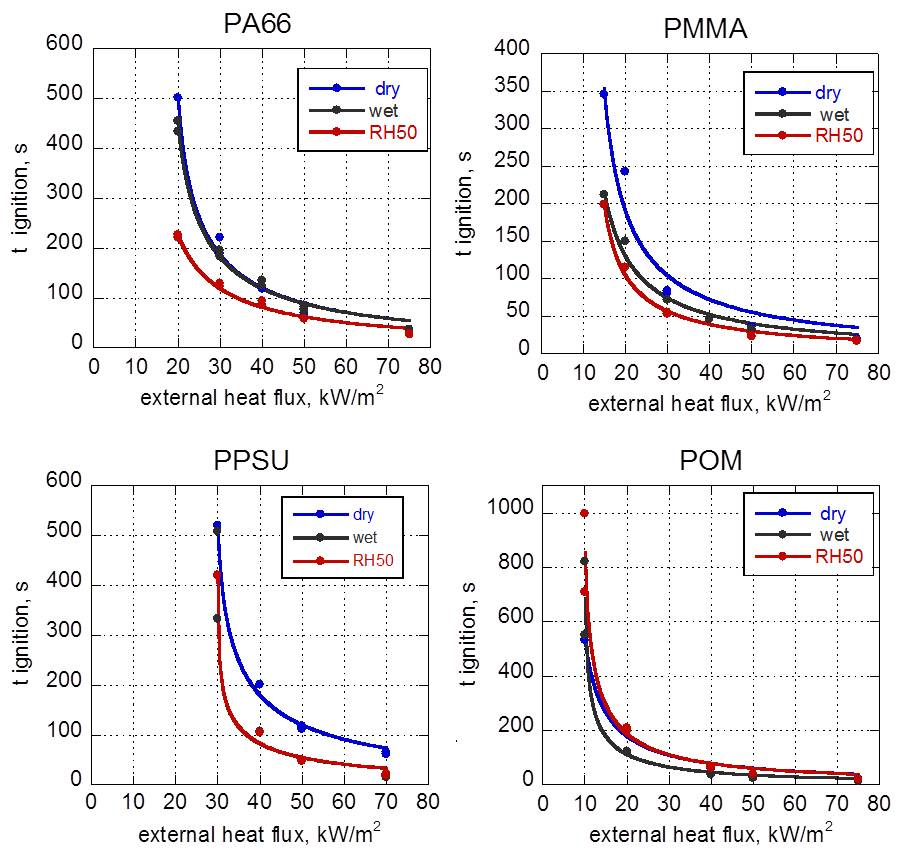 PA66
600
500
400
300
200
100
0
t ignition, s
dry
wet
RH50
0 10 20 30 40 50 60 70 80
external heat flux, kW/m²
PMMA
400
350
300
250
200
150
100
50
0
t ignition, s
dry
wet
RH50
0 10 20 30 40 50 60 70 80
external heat flux, kW/m²
PPSU
600
500
400
300
200
100
0
t ignition, s
dry
wet
RH50
0 10 20 30 40 50 60 70 80
external heat flux, kW/m²
POM
1000
800
600
400
200
0
t ignition, s
dry
wet
RH50
0 10 20 30 40 50 60 70 80
external heat flux, kW/m²